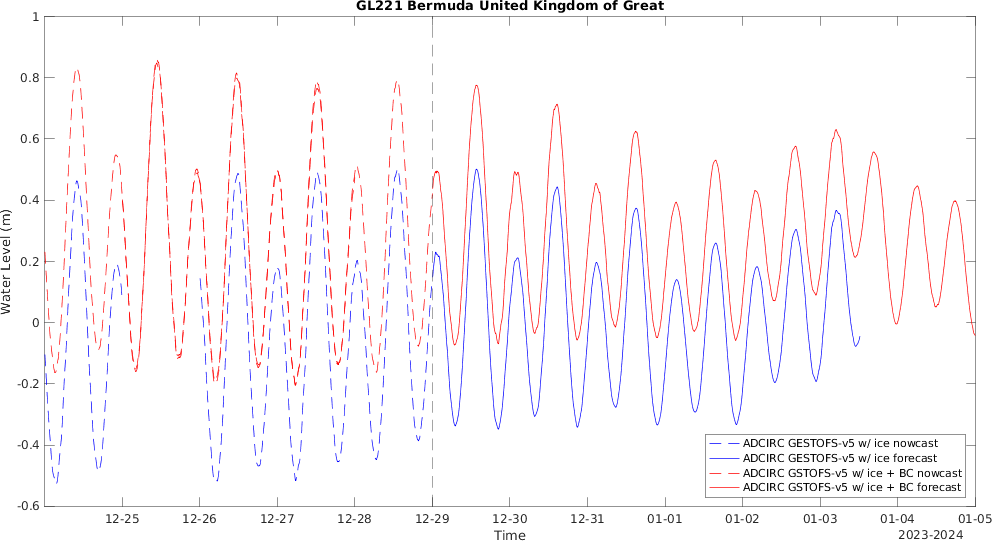 GL221 Bermuda United Kingdom of Great
Water Level (m)
1
0.8
0.6
0.4
0.2
0
-0.2
-0.4
-0.6
ADCIRC GESTOFS-v5 w/ ice nowcast
ADCIRC GESTOFS-v5 w/ ice forecast
ADCIRC GSTOFS-v5 w/ ice + BC nowcast
ADCIRC GSTOFS-v5 w/ ice + BC forecast
12-25 12-26 12-27 12-28 12-29 12-30 12-31 01-01 01-02 01-03 01-04 01-05
Time
2023-2024